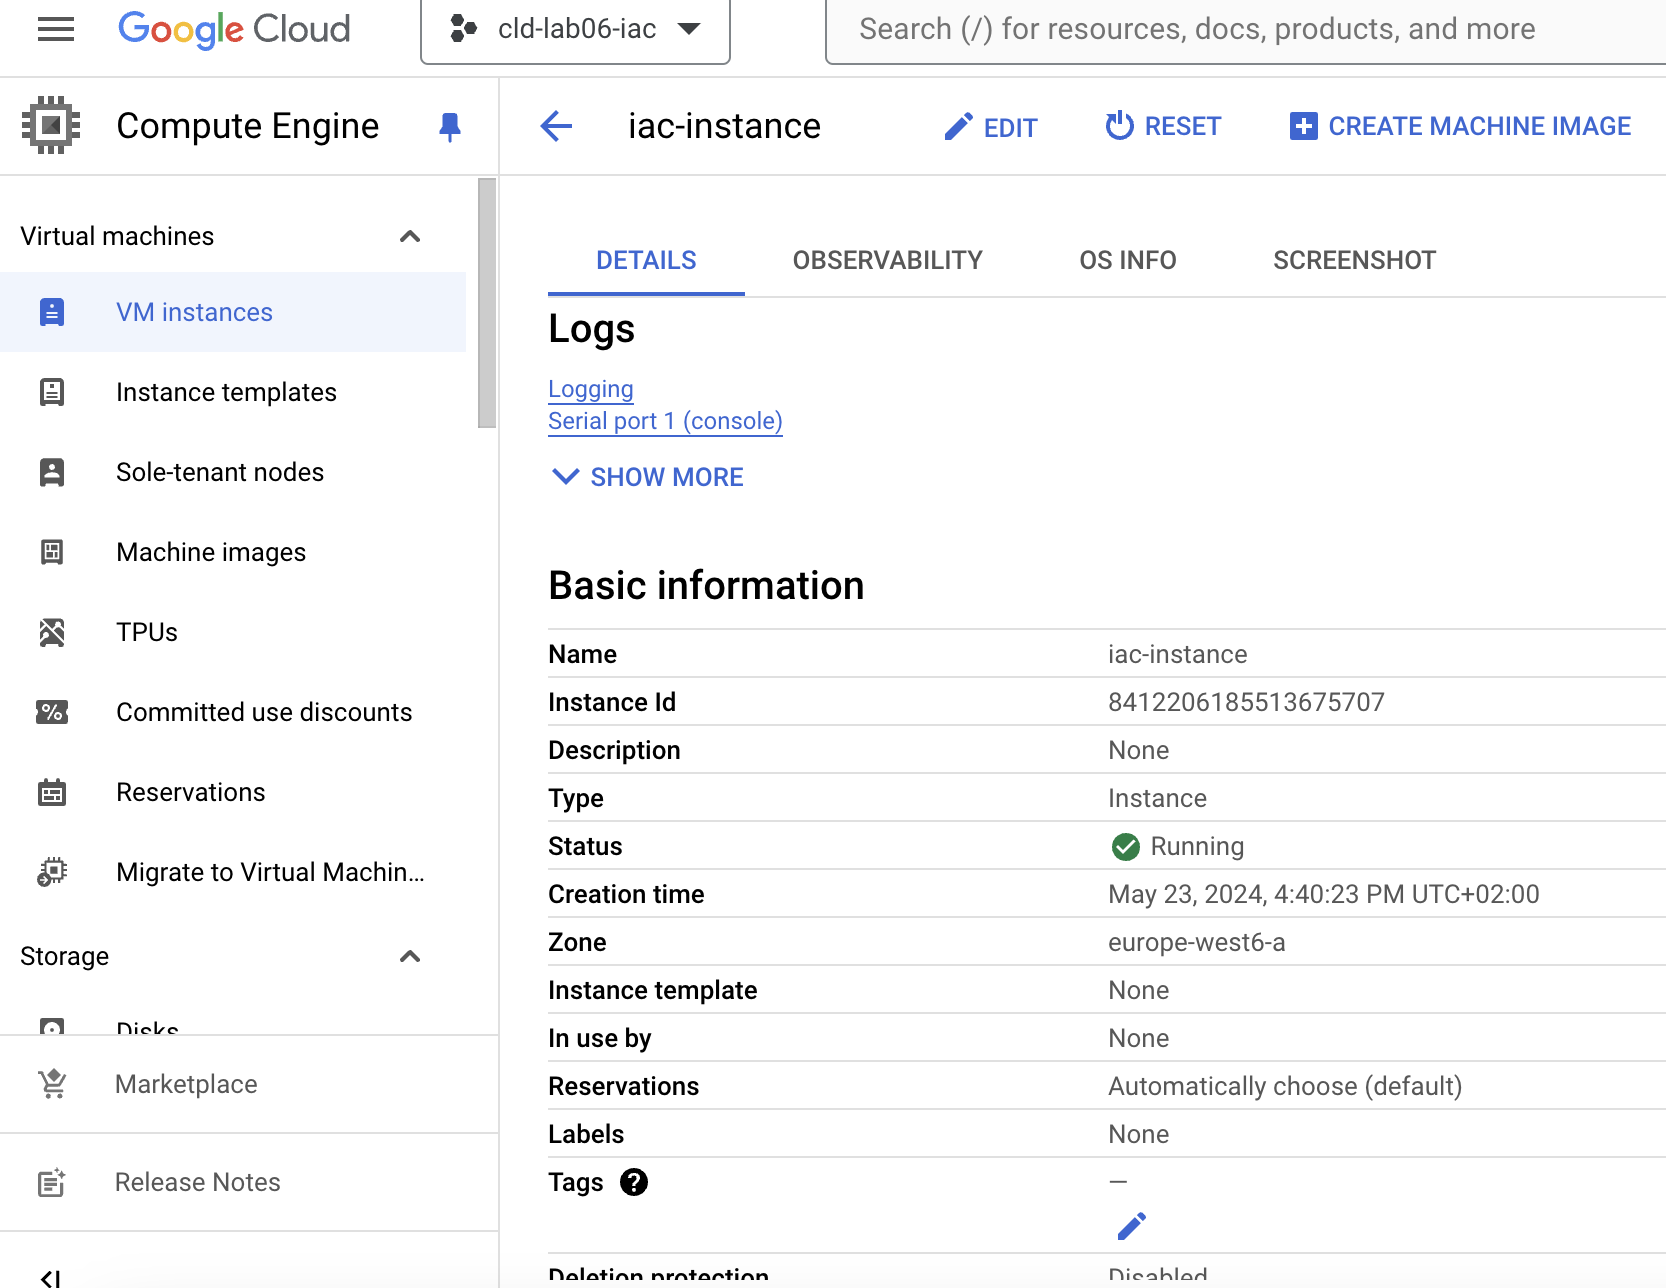 Google Cloud
cld-lab06-iac
Search (/) for resources, docs, products, and more
Compute Engine
iac-instance
EDIT
RESET
CREATE MACHINE IMAGE
Virtual machines
VM instances
Instance templates
Sole-tenant nodes
Machine images
TPUs
Committed use discounts
Reservations
Migrate to Virtual Machin...
Storage
Disks
Marketplace
Release Notes
DETAILS
OBSERVABILITY
OS INFO
SCREENSHOT
Logs
Logging
Serial port 1 (console)
SHOW MORE
Basic information
Name iac-instance
Instance Id 8412206185513675707
Description None
Type Instance
Status Running
Creation time May 23, 2024, 4:40:23 PM UTC+02:00
Zone europe-west6-a
Instance template None
In use by None
Reservations Automatically choose (default)
Labels None
Tags ? —
Deletion protection Disabled